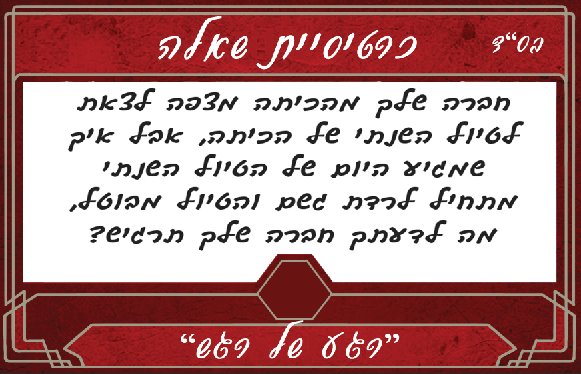 בס"ד
כרטיסיית שאלה
חברה שלך מהכיתה מצפה לצאת
לטיול השנתי של הכיתה, אבל איך
שמגיע היום של הטיול השנתי
מתחיל לרדת גשם והטיול מבוטל,
מה לדעתך חברה שלך תרגיש?
"רגע של רגש"